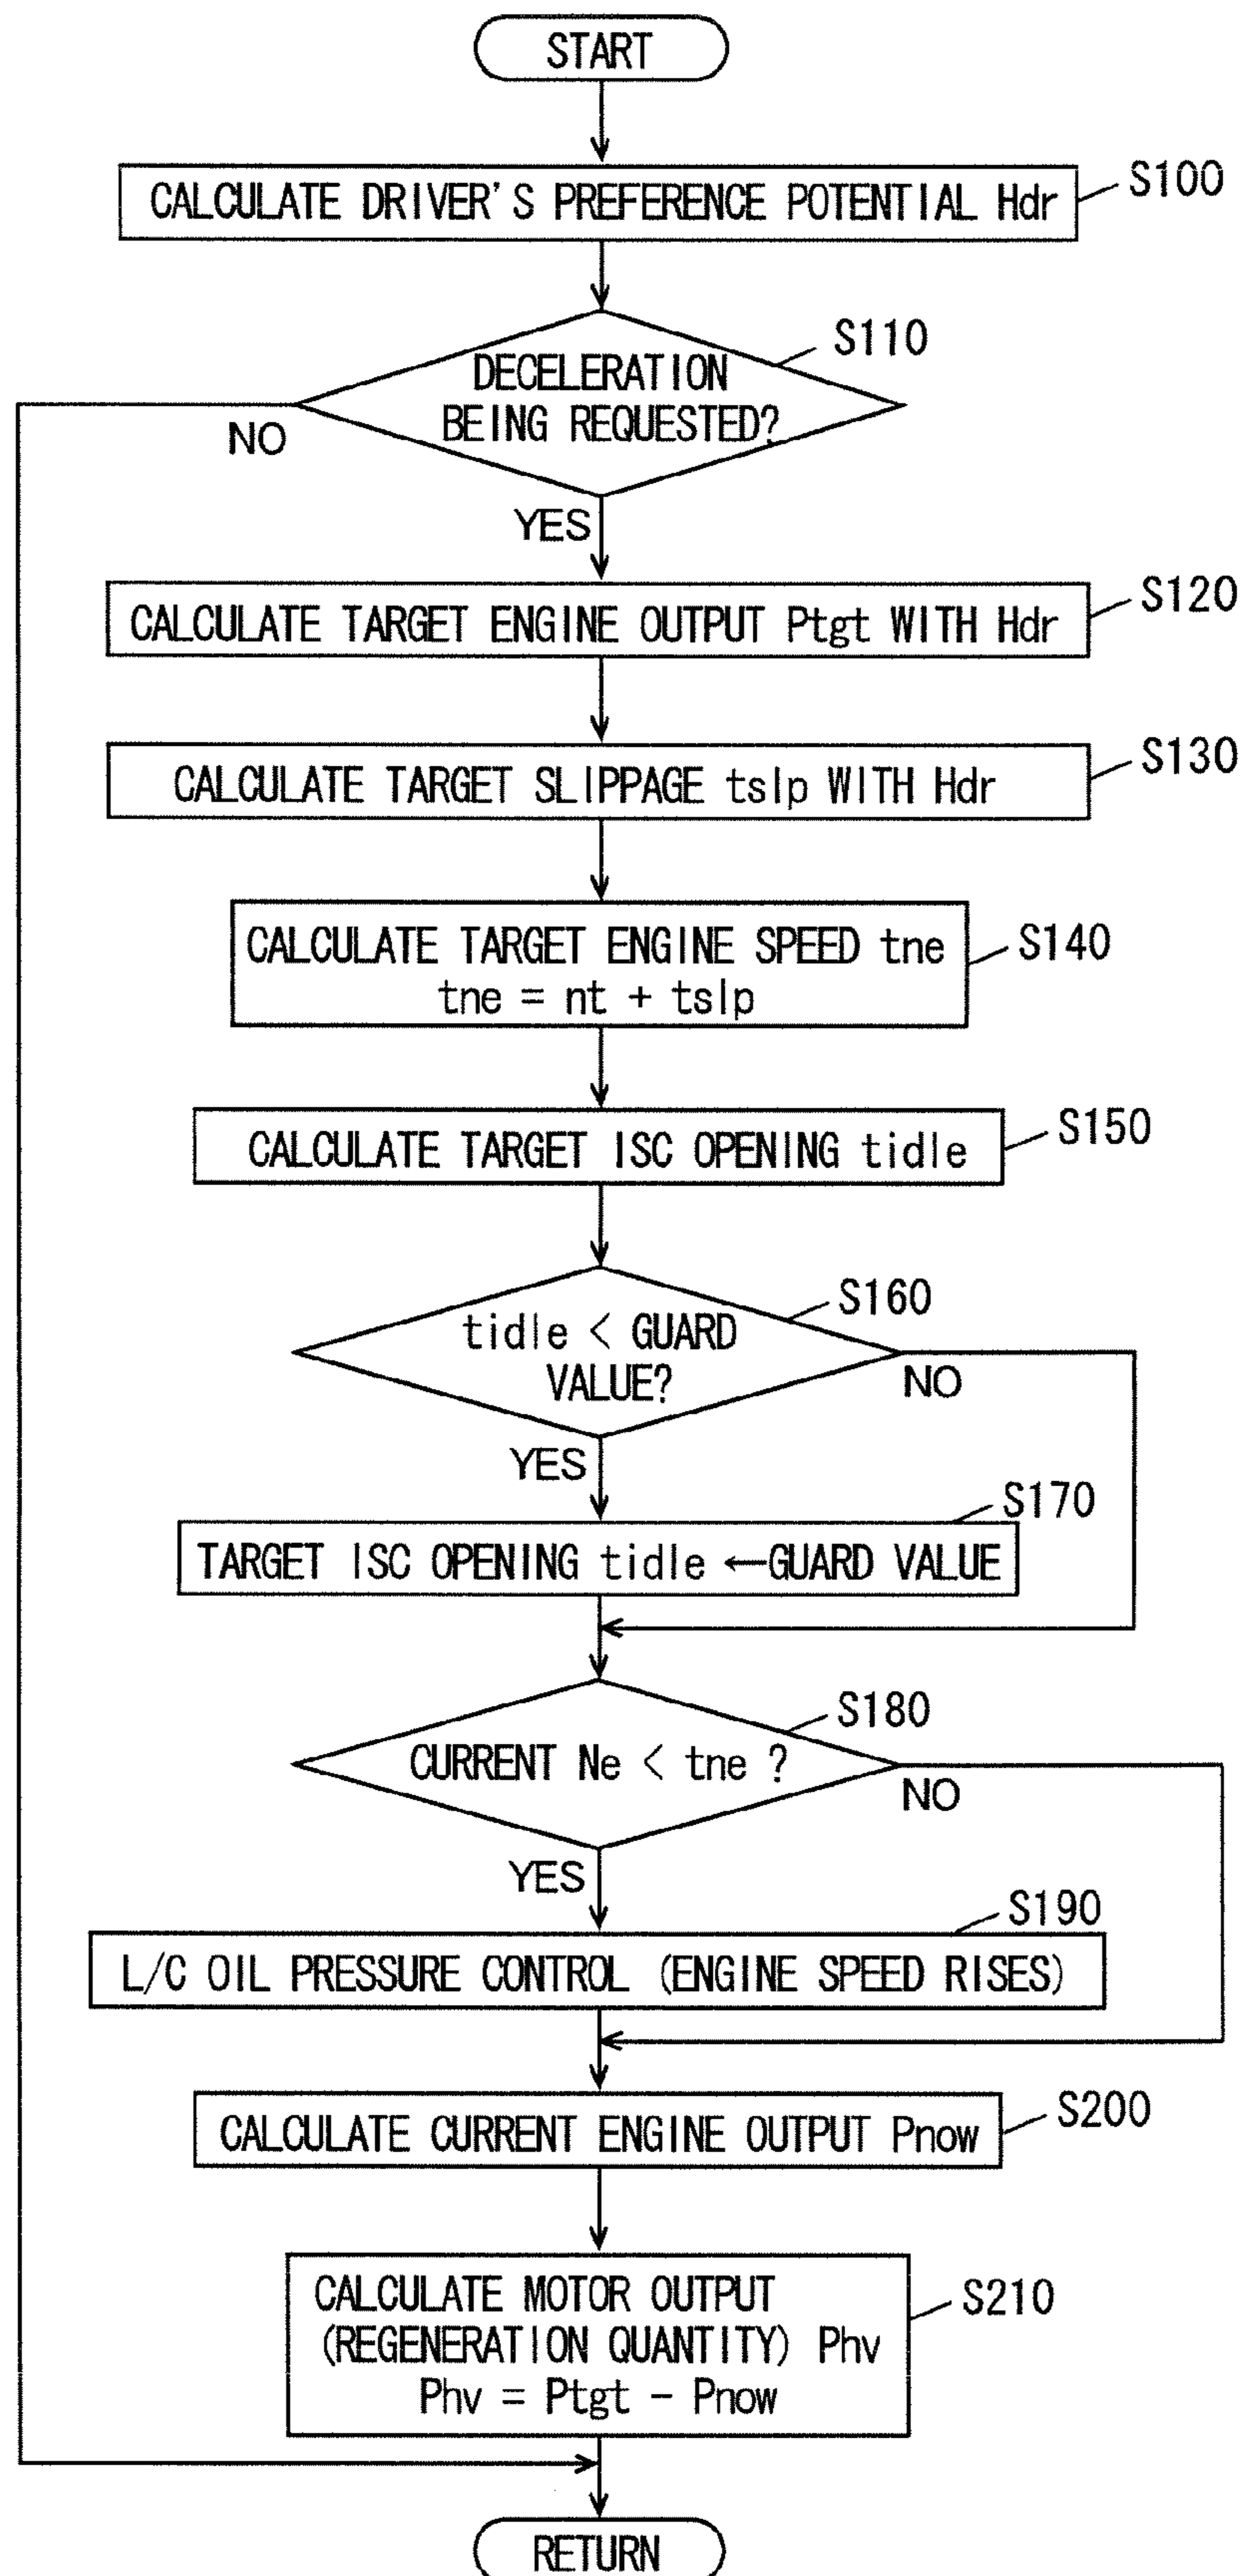 START
CALCULATE DRIVER'S PREFERENCE POTENTIAL Hdr
S100
S110
DECELERATION
BEING REQUESTED?
NO
YES
CALCULATE TARGET ENGINE OUTPUT Ptgt WITH Hdr
S120
CALCULATE TARGET SLIPPAGE tslp WITH Hdr
S130
CALCULATE TARGET ENGINE SPEED tne
tne = nt + tslp
S140
CALCULATE TARGET ISC OPENING tidle
S150
S160
tidle < GUARD
VALUE?
NO
YES
S170
TARGET ISC OPENING tidle ←GUARD VALUE
S180
CURRENT Ne < tne ?
NO
YES
S190
L/C OIL PRESSURE CONTROL (ENGINE SPEED RISES)
CALCULATE CURRENT ENGINE OUTPUT Pnow
S200
CALCULATE MOTOR OUTPUT
(REGENERATION QUANTITY) Phv
Phv = Ptgt - Pnow
S210
RETURN